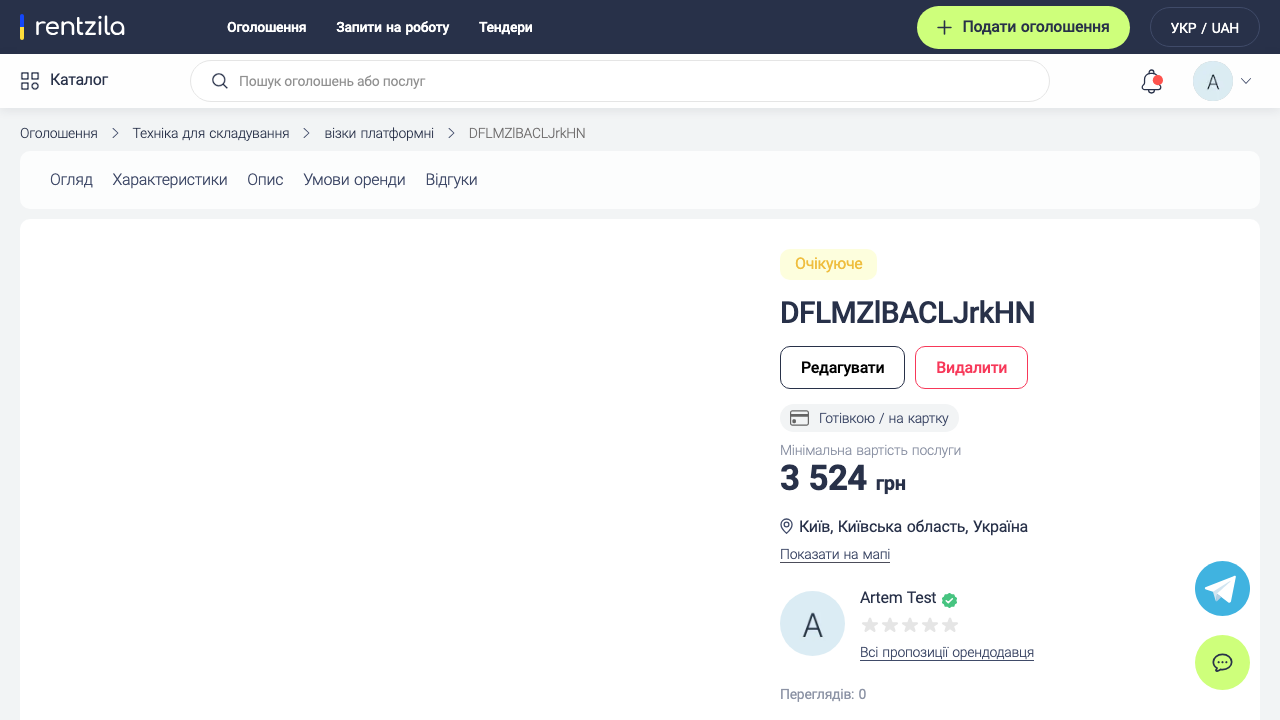 rentzila
Оголошення
Запити на роботу
Тендери
Подати оголошення
УКР / UAH
Каталог
Пошук оголошень або послуг
A
Оголошення
Техніка для складування
візки платформні
DFLMZlBACLJrkHN
Огляд
Характеристики
Опис
Умови оренди
Відгуки
Очікуюче
DFLMZlBACLJrkHN
Редагувати
Видалити
Готівкою / на картку
Мінімальна вартість послуги
3 524 грн
Київ, Київська область, Україна
Показати на мапі
A
Artem Test
Всі пропозиції орендодавця
Переглядів: 0